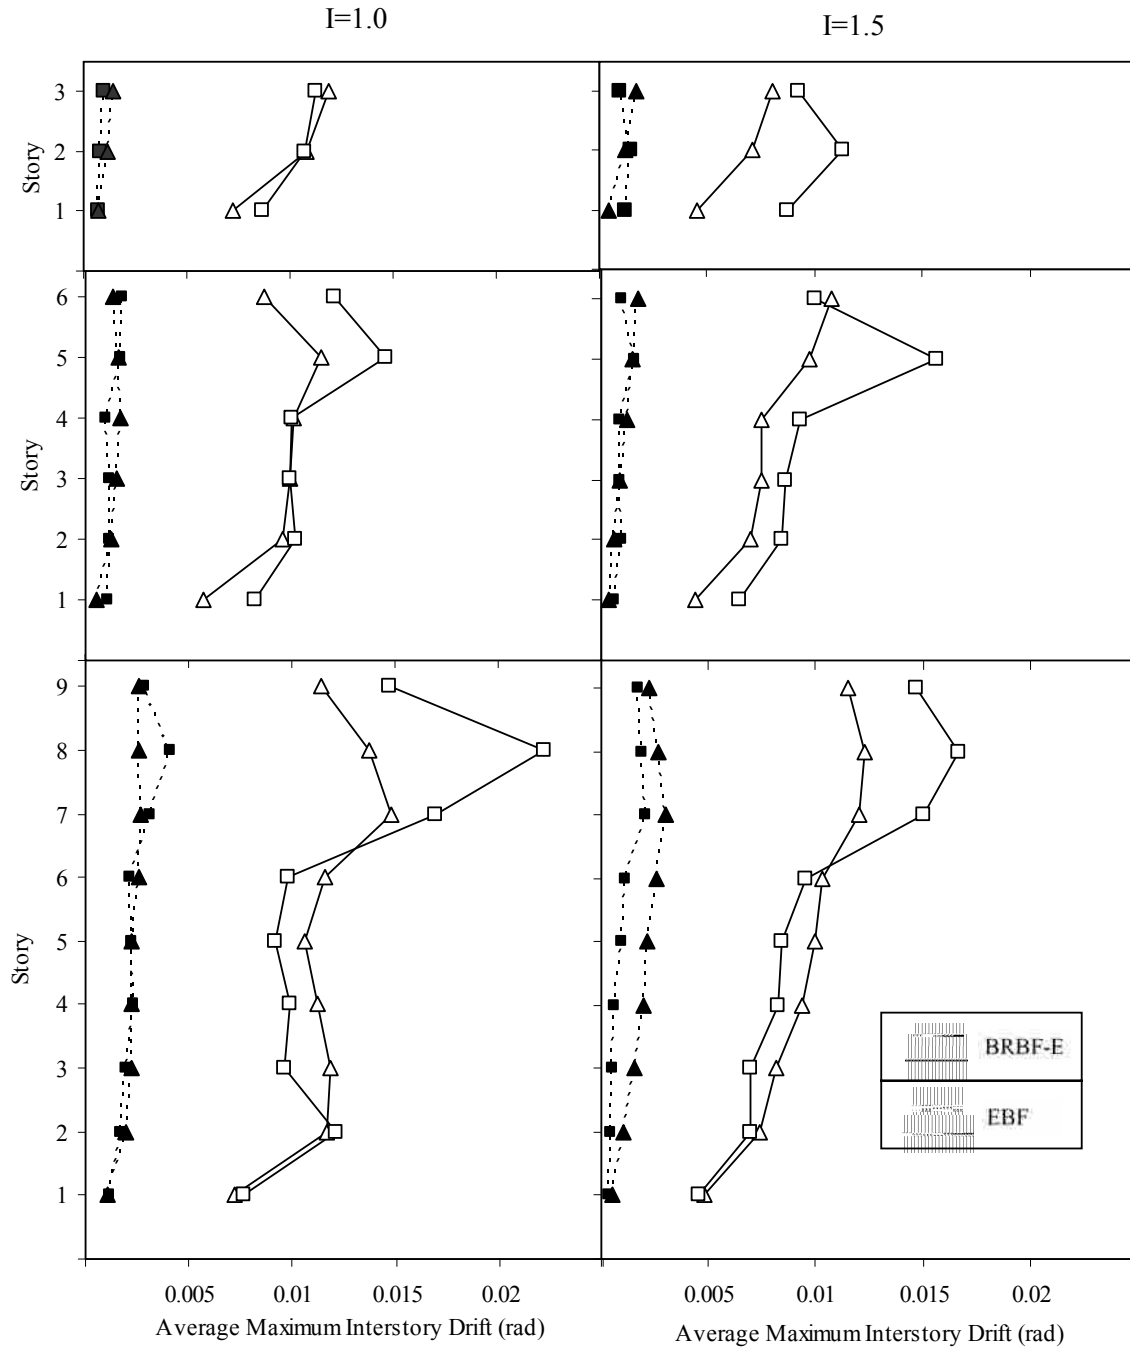 I=1.0
I=1.5
Story
3
2
1
Story
6
5
4
3
2
1
Story
9
8
7
6
5
4
3
2
1
BRBF-E
EBF
0.005 0.01 0.015 0.02
0.005 0.01 0.015 0.02
Average Maximum Interstory Drift (rad)
Average Maximum Interstory Drift (rad)